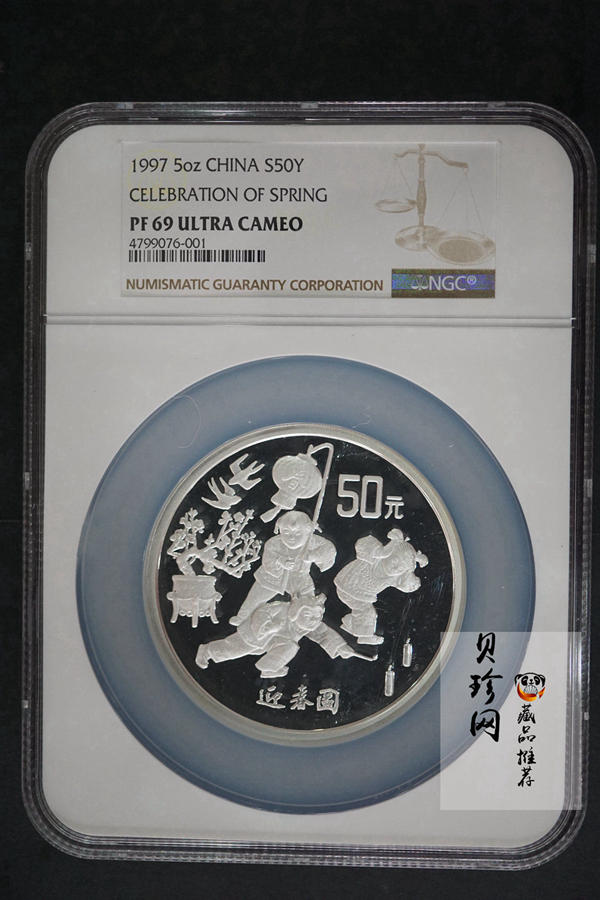 1997 5oz CHINA S50Y
CELEBRATION OF SPRING
PF 69 ULTRA CAMEO
4799076-001
NUMISMATIC GUARANTY CORPORATION
NGC®
50元
迎春图
贝珍网
藏品推荐